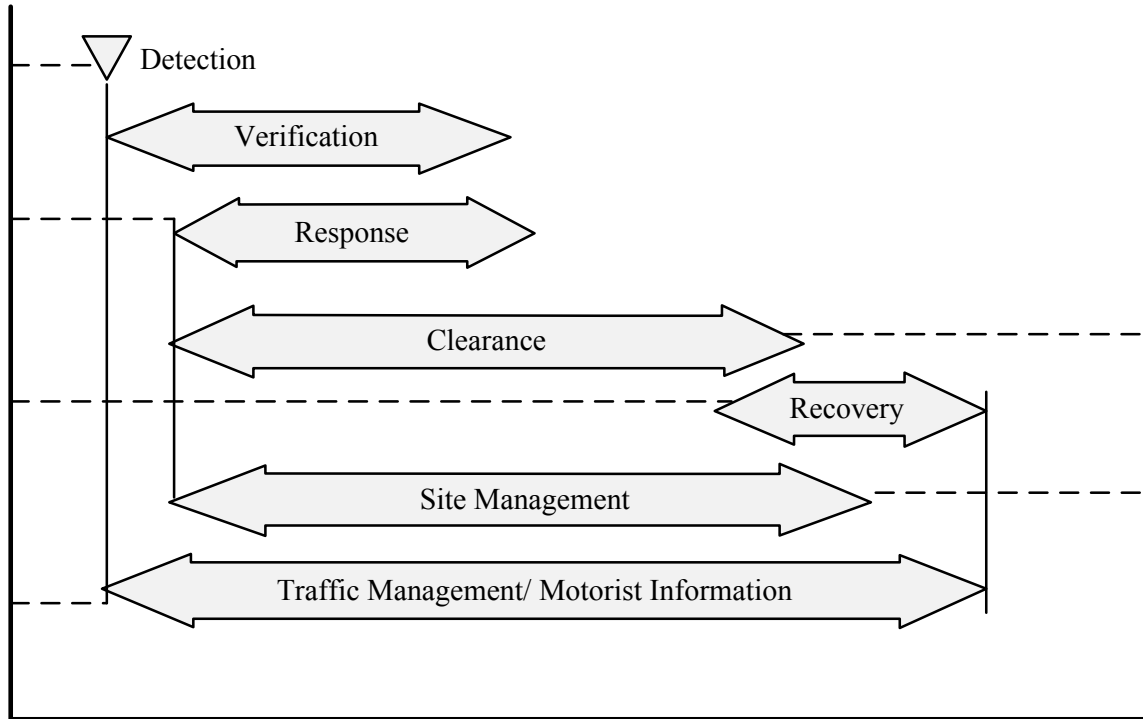 Detection
Verification
Response
Clearance
Recovery
Site Management
Traffic Management/ Motorist Information